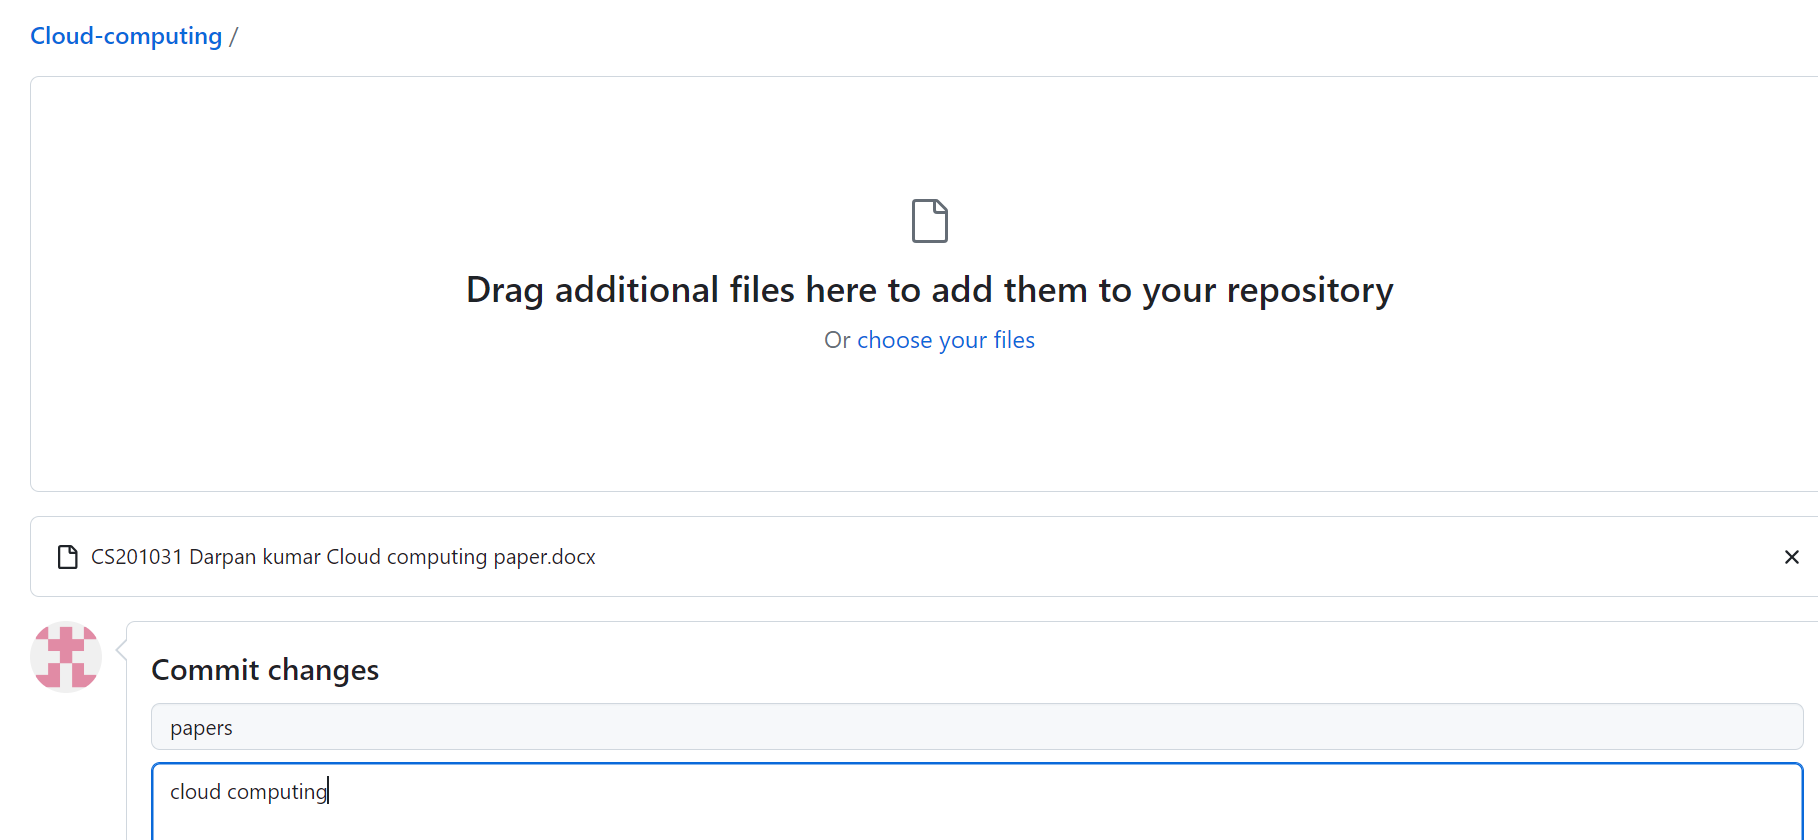 Cloud-computing /
Drag additional files here to add them to your repository
Or choose your files
CS201031 Darpan kumar Cloud computing paper.docx
Commit changes
papers
cloud computing